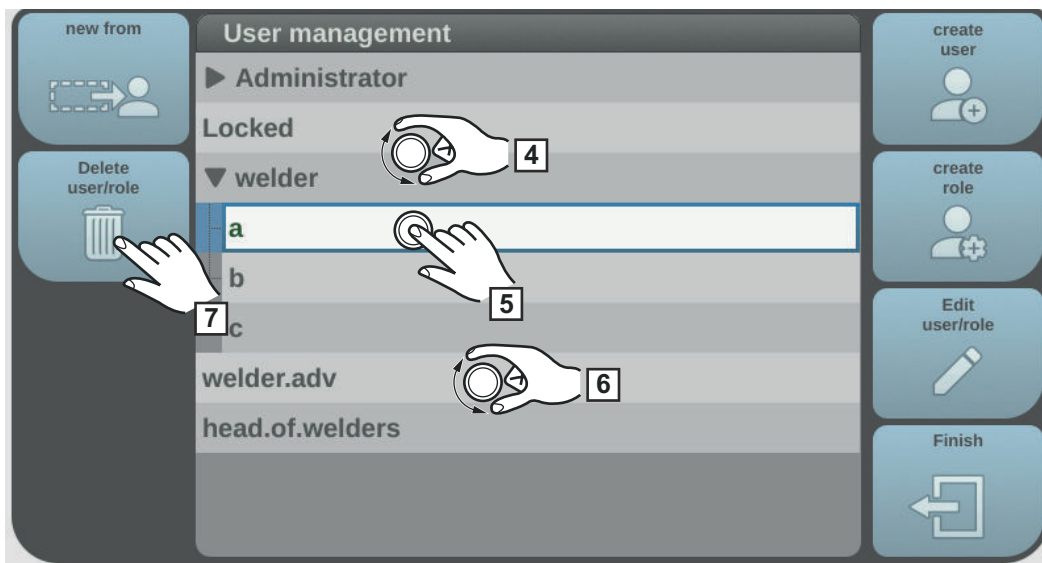 new from
Delete
user/role
7
User management
Administrator
Locked
4
welder
a
5
b
c
welder.adv
6
head.of.welders
create
user
create
role
Edit
user/role
Finish